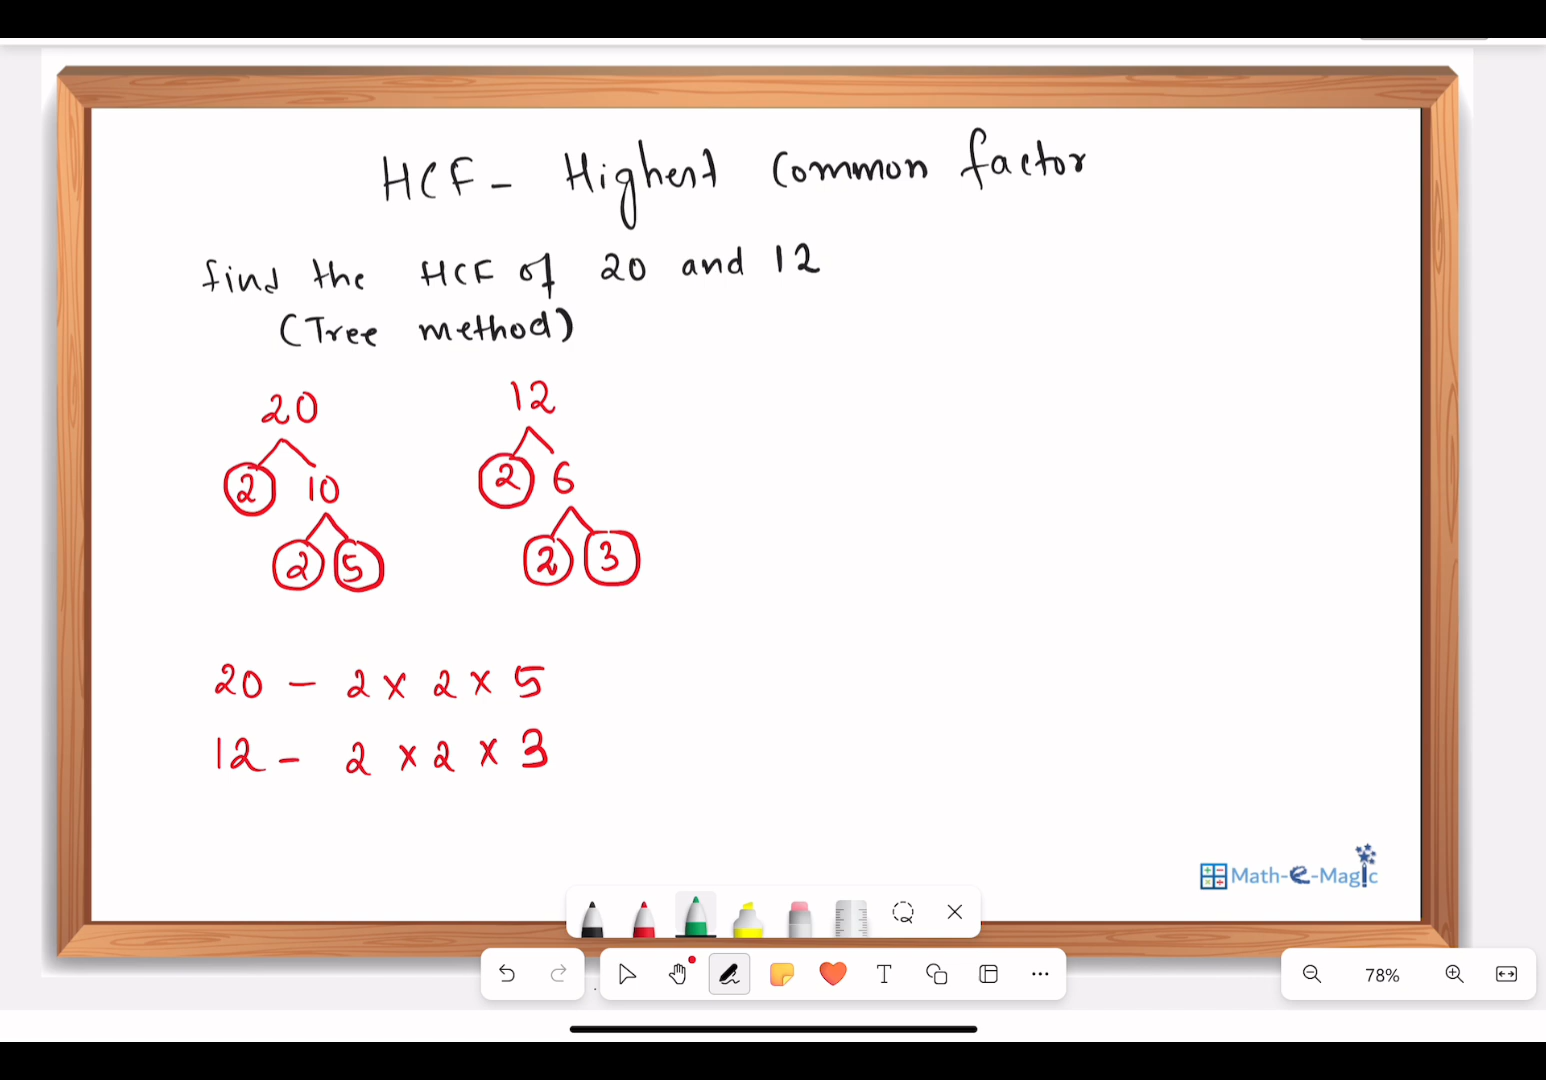 HCF - Highest Common factor
find the HCF of 20 and 12
(Tree method)
20 12
2 10 2 6
2 5 2 3
20 - 2 x 2 x 5
12 - 2 x 2 x 3
Math-e-Magic
T
78%